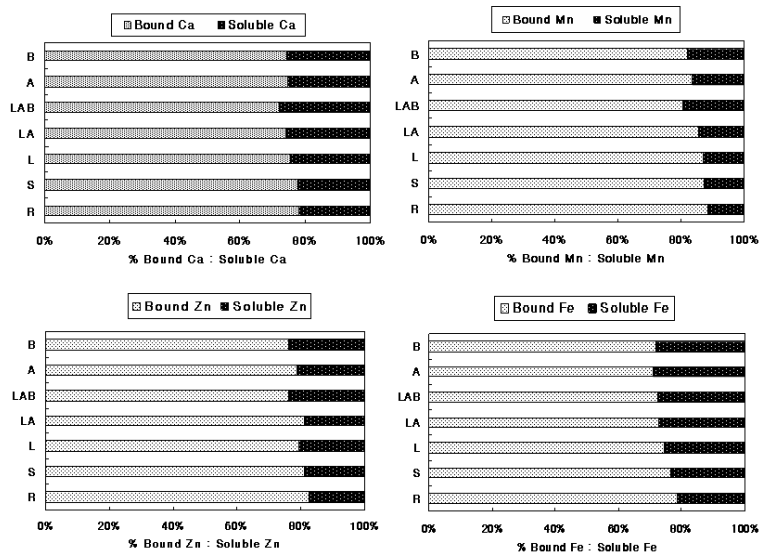 Bound Ca Soluble Ca
B
A
LAB
LA
L
S
R
0% 20% 40% 60% 80% 100%
% Bound Ca : Soluble Ca
Bound Mn Soluble Mn
B
A
LAB
LA
L
S
R
0% 20% 40% 60% 80% 100%
% Bound Mn : Soluble Mn
Bound Zn Soluble Zn
B
A
LAB
LA
L
S
R
0% 20% 40% 60% 80% 100%
% Bound Zn : Soluble Zn
Bound Fe Soluble Fe
B
A
LAB
LA
L
S
R
0% 20% 40% 60% 80% 100%
% Bound Fe : Soluble Fe